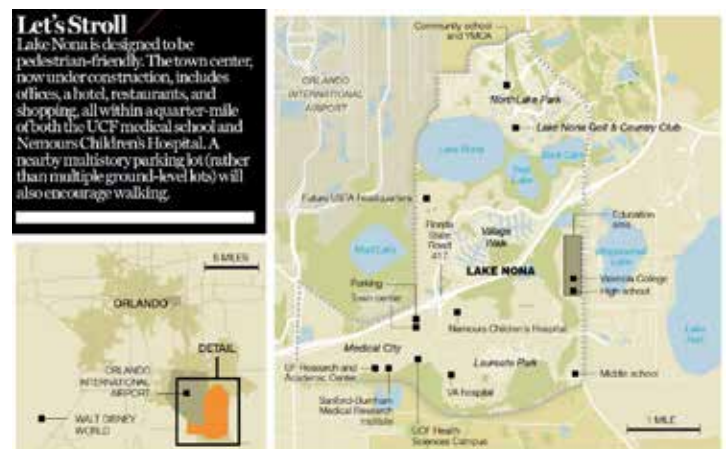 Let's Stroll
Lake Nona is designed to be
pedestrian-friendly. The town center,
now under construction, includes
offices, a hotel, restaurants, and
shopping, all within a quarter-mile
of both the UCF medical school and
Nemours Children's Hospital. A
nearby multistory parking lot (rather
than multiple ground-level lots) will
also encourage walking.
5 MILES
ORLANDO
DETAIL
ORLANDO
INTERNATIONAL
AIRPORT
WALT DISNEY
WORLD
Community school
and YMCA
ORLANDO
INTERNATIONAL
AIRPORT
NorthLake Park
Lake Nona Golf & Country Club
Lake Nona
Red
Lake
Buck Lake
Future USTA headquarters
Florida
State
Road
417
Village
Walk
Education
area
Mud Lake
Lake
LAKE NONA
Valencia College
High school
Lake
Hart
Parking
Town center
Nemours Children's Hospital
Medical City
Laureate Park
UF Research and
Academic Center
Middle school
VA hospital
Sanford-Burnham
Medical Research
Institute
UCF Health
Sciences Campus
1 MILE